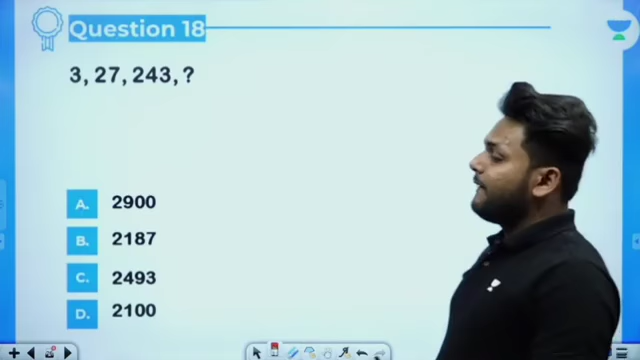 Question 18
3, 27, 243, ?
A. 2900
B. 2187
C. 2493
D. 2100